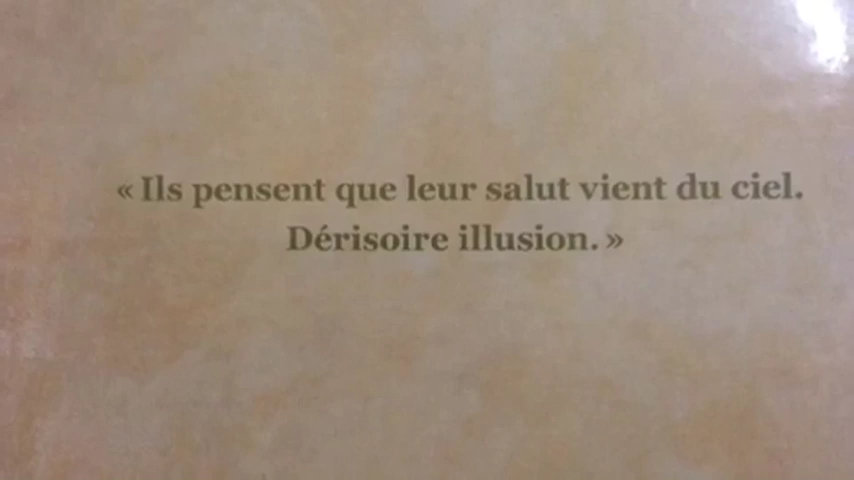 « Ils pensent que leur salut vient du ciel.
Dérisoire illusion. »